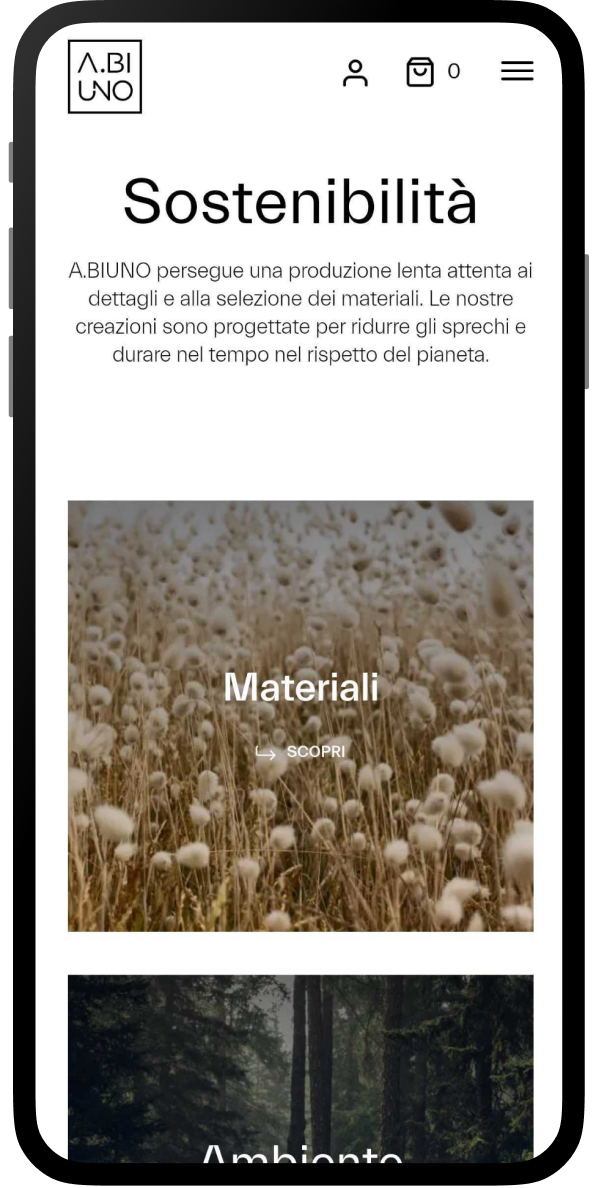 A.BI
UNO
0
Sostenibilità
A.BIUNO persegue una produzione lenta attenta ai
dettagli e alla selezione dei materiali. Le nostre
creazioni sono progettate per ridurre gli sprechi e
durare nel tempo nel rispetto del pianeta.
Materiali
SCOPRI
Ambiente